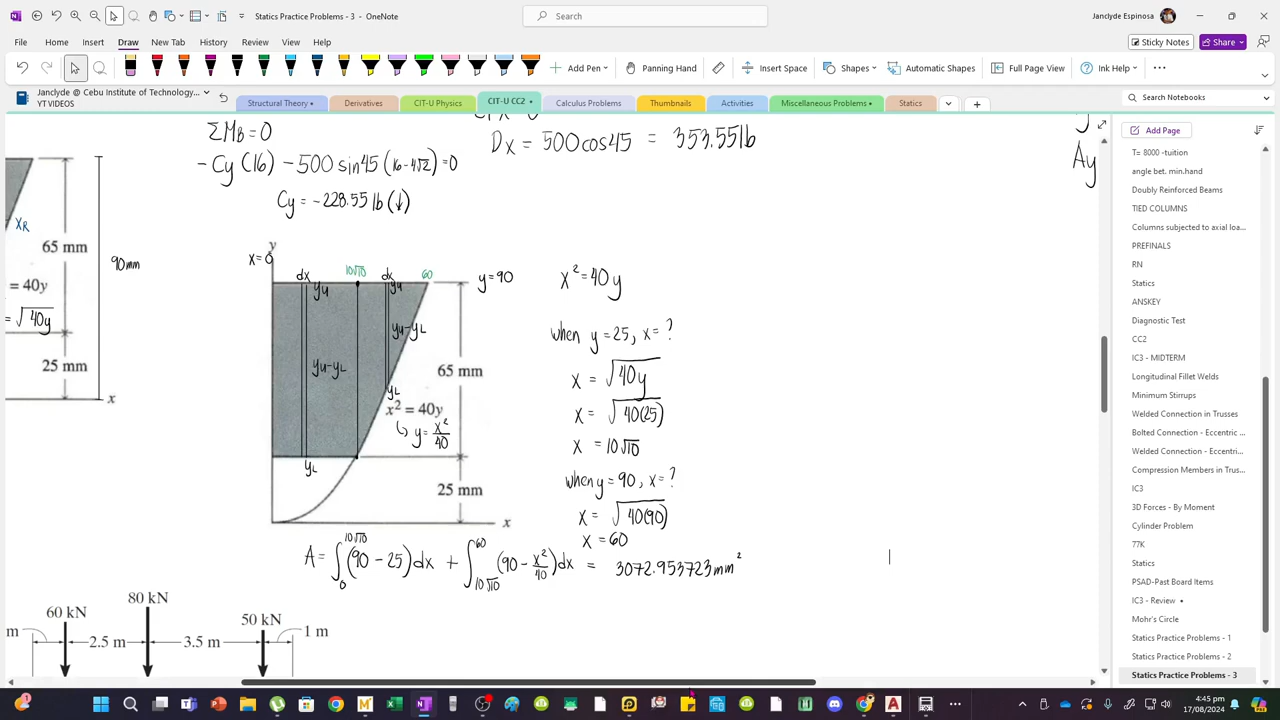 Statics Practice Problems - 3 - OneNote
Search
Janclyde Espinosa
File Home Insert Draw New Tab History Review View Help
Sticky Notes
Share
Add Pen
Panning Hand
Insert Space
Shapes
Automatic Shapes
Full Page View
Ink Help
Janclyde @ Cebu Institute of Technology...
YT VIDEOS
Structural Theory
Derivatives
CIT-U Physics
CIT-U CC2
Calculus Problems
Thumbnails
Activities
Miscellaneous Problems
Statics
Search Notebooks
Add Page
T= 8000 -tuition
angle bet. min.hand
Doubly Reinforced Beams
TIED COLUMNS
Columns subjected to axial loa...
PREFINALS
RN
Statics
ANSKEY
Diagnostic Test
CC2
IC3 - MIDTERM
Longitudinal Fillet Welds
Minimum Stirrups
Welded Connection in Trusses
Bolted Connection - Eccentric ...
Welded Connection - Eccentri...
Compression Members in Trus...
IC3
3D Forces - By Moment
Cylinder Problem
77K
Statics
PSAD-Past Board Items
IC3 - Review
Mohr's Circle
Statics Practice Problems - 1
Statics Practice Problems - 2
Statics Practice Problems - 3
ΣM_B=0
- Cy(16) - 500 sin45 (16-4√2) =0
Cy = -228.55 lb (↓)
Dx = 500cos45 = 353.55lb
Ay
x_R
65 mm
90mm
= 40y
= √40y
25 mm
x
y
x=0
dx
10√10
dx
60
y=90
yu
yu
yu-yL
yu-yL
yL
yL
65 mm
x² = 40y
↳ y = x²/40
25 mm
x
x² = 40y
when y = 25, x = ?
x = √40y
x = √40(25)
x = 10√10
when y = 90, x = ?
x = √40(90)
x = 60
A = ∫₀^10√10 (90 - 25)dx + ∫_10√10^60 (90 - x²/40)dx = 3072.953723 mm²
80 kN
60 kN
50 kN
m
2.5 m
3.5 m
1 m
4:45 pm
17/08/2024